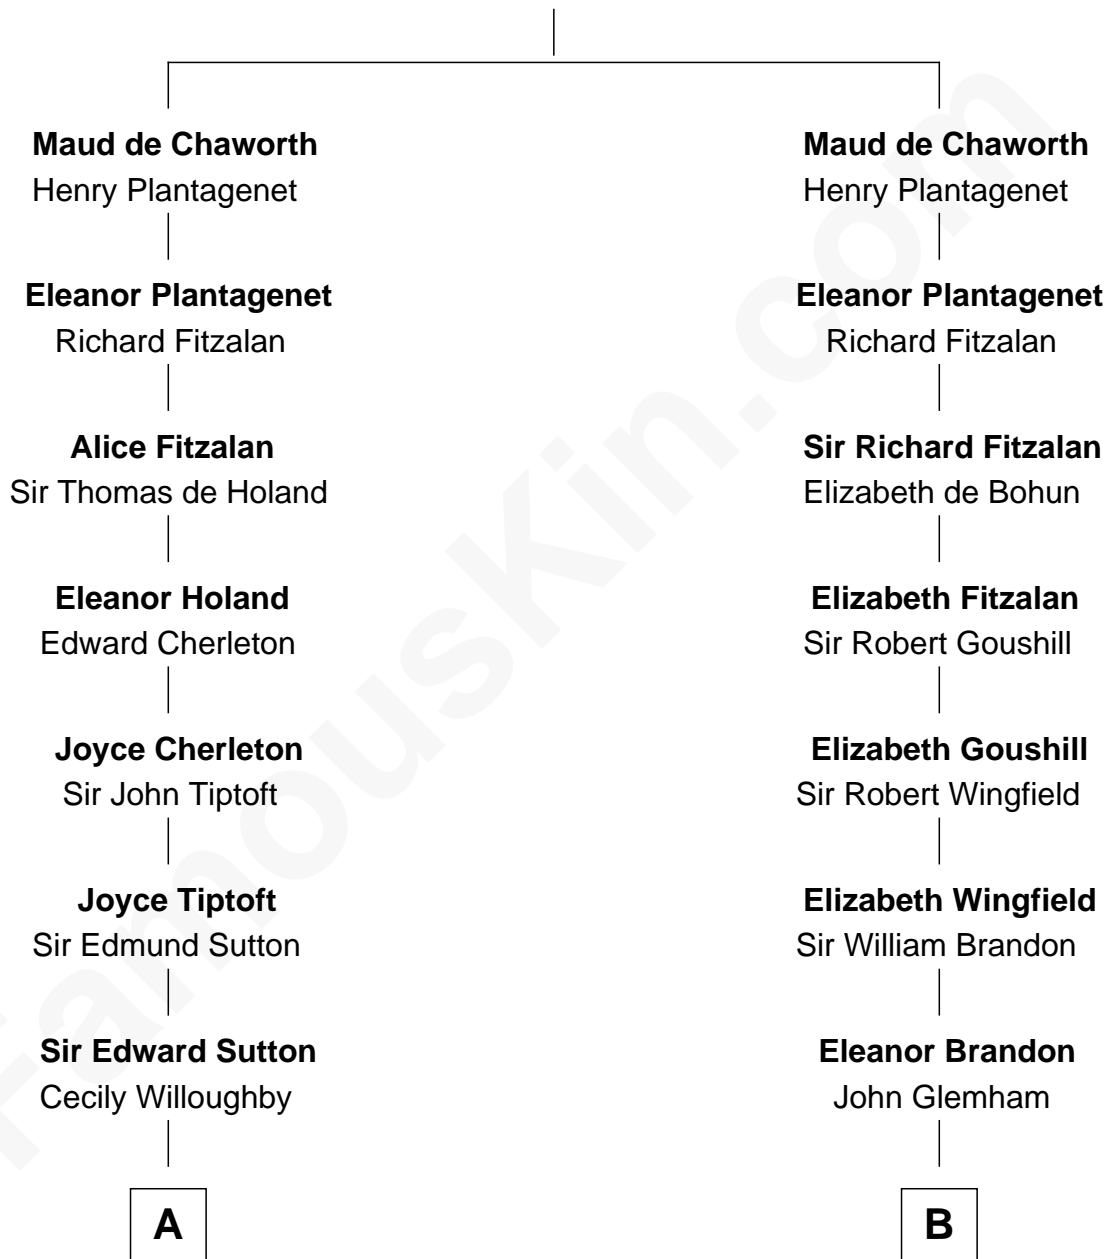 Maud de Chaworth
Henry Plantagenet
Eleanor Plantagenet
Richard Fitzalan
Alice Fitzalan
Sir Thomas de Holand
Eleanor Holand
Edward Cherleton
Joyce Cherleton
Sir John Tiptoft
Joyce Tiptoft
Sir Edmund Sutton
Sir Edward Sutton
Cecily Willoughby
A
Maud de Chaworth
Henry Plantagenet
Eleanor Plantagenet
Richard Fitzalan
Sir Richard Fitzalan
Elizabeth de Bohun
Elizabeth Fitzalan
Sir Robert Goushill
Elizabeth Goushill
Sir Robert Wingfield
Elizabeth Wingfield
Sir William Brandon
Eleanor Brandon
John Glemham
B
FamousKin.com